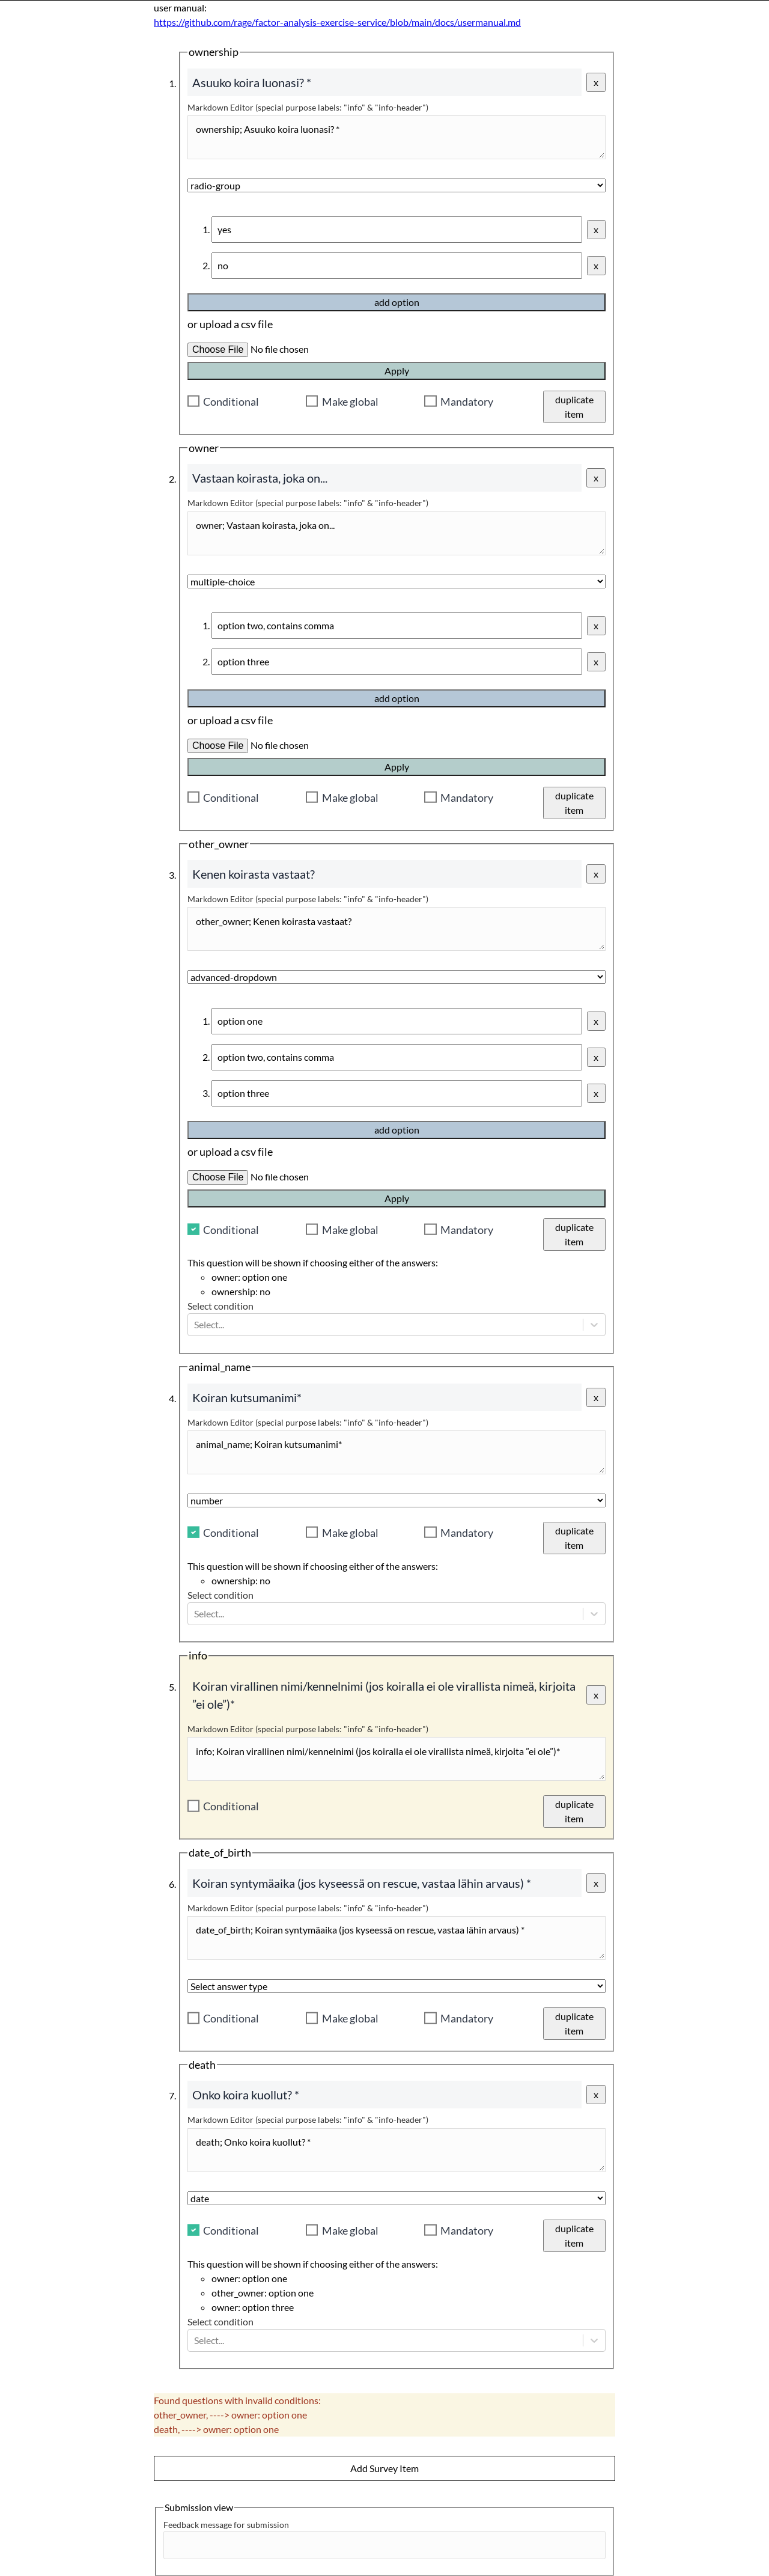 user manual:
https://github.com/rage/factor-analysis-exercise-service/blob/main/docs/usermanual.md
ownership
1.
Asuuko koira luonasi? *
x
Markdown Editor (special purpose labels: "info" & "info-header")
ownership; Asuuko koira luonasi? *
radio-group
1. yes
x
2. no
x
add option
or upload a csv file
Choose File No file chosen
Apply
Conditional
Make global
Mandatory
duplicate
item
owner
2.
Vastaan koirasta, joka on...
x
Markdown Editor (special purpose labels: "info" & "info-header")
owner; Vastaan koirasta, joka on...
multiple-choice
1. option two, contains comma
x
2. option three
x
add option
or upload a csv file
Choose File No file chosen
Apply
Conditional
Make global
Mandatory
duplicate
item
other_owner
3.
Kenen koirasta vastaat?
x
Markdown Editor (special purpose labels: "info" & "info-header")
other_owner; Kenen koirasta vastaat?
advanced-dropdown
1. option one
x
2. option two, contains comma
x
3. option three
x
add option
or upload a csv file
Choose File No file chosen
Apply
Conditional
Make global
Mandatory
duplicate
item
This question will be shown if choosing either of the answers:
owner: option one
ownership: no
Select condition
Select...
animal_name
4.
Koiran kutsumanimi*
x
Markdown Editor (special purpose labels: "info" & "info-header")
animal_name; Koiran kutsumanimi*
number
Conditional
Make global
Mandatory
duplicate
item
This question will be shown if choosing either of the answers:
ownership: no
Select condition
Select...
info
5.
Koiran virallinen nimi/kennelnimi (jos koiralla ei ole virallista nimeä, kirjoita
”ei ole”)*
x
Markdown Editor (special purpose labels: "info" & "info-header")
info; Koiran virallinen nimi/kennelnimi (jos koiralla ei ole virallista nimeä, kirjoita ”ei ole”)*
Conditional
duplicate
item
date_of_birth
6.
Koiran syntymäaika (jos kyseessä on rescue, vastaa lähin arvaus) *
x
Markdown Editor (special purpose labels: "info" & "info-header")
date_of_birth; Koiran syntymäaika (jos kyseessä on rescue, vastaa lähin arvaus) *
Select answer type
Conditional
Make global
Mandatory
duplicate
item
death
7.
Onko koira kuollut? *
x
Markdown Editor (special purpose labels: "info" & "info-header")
death; Onko koira kuollut? *
date
Conditional
Make global
Mandatory
duplicate
item
This question will be shown if choosing either of the answers:
owner: option one
other_owner: option one
owner: option three
Select condition
Select...
Found questions with invalid conditions:
other_owner, ----> owner: option one
death, ----> owner: option one
Add Survey Item
Submission view
Feedback message for submission